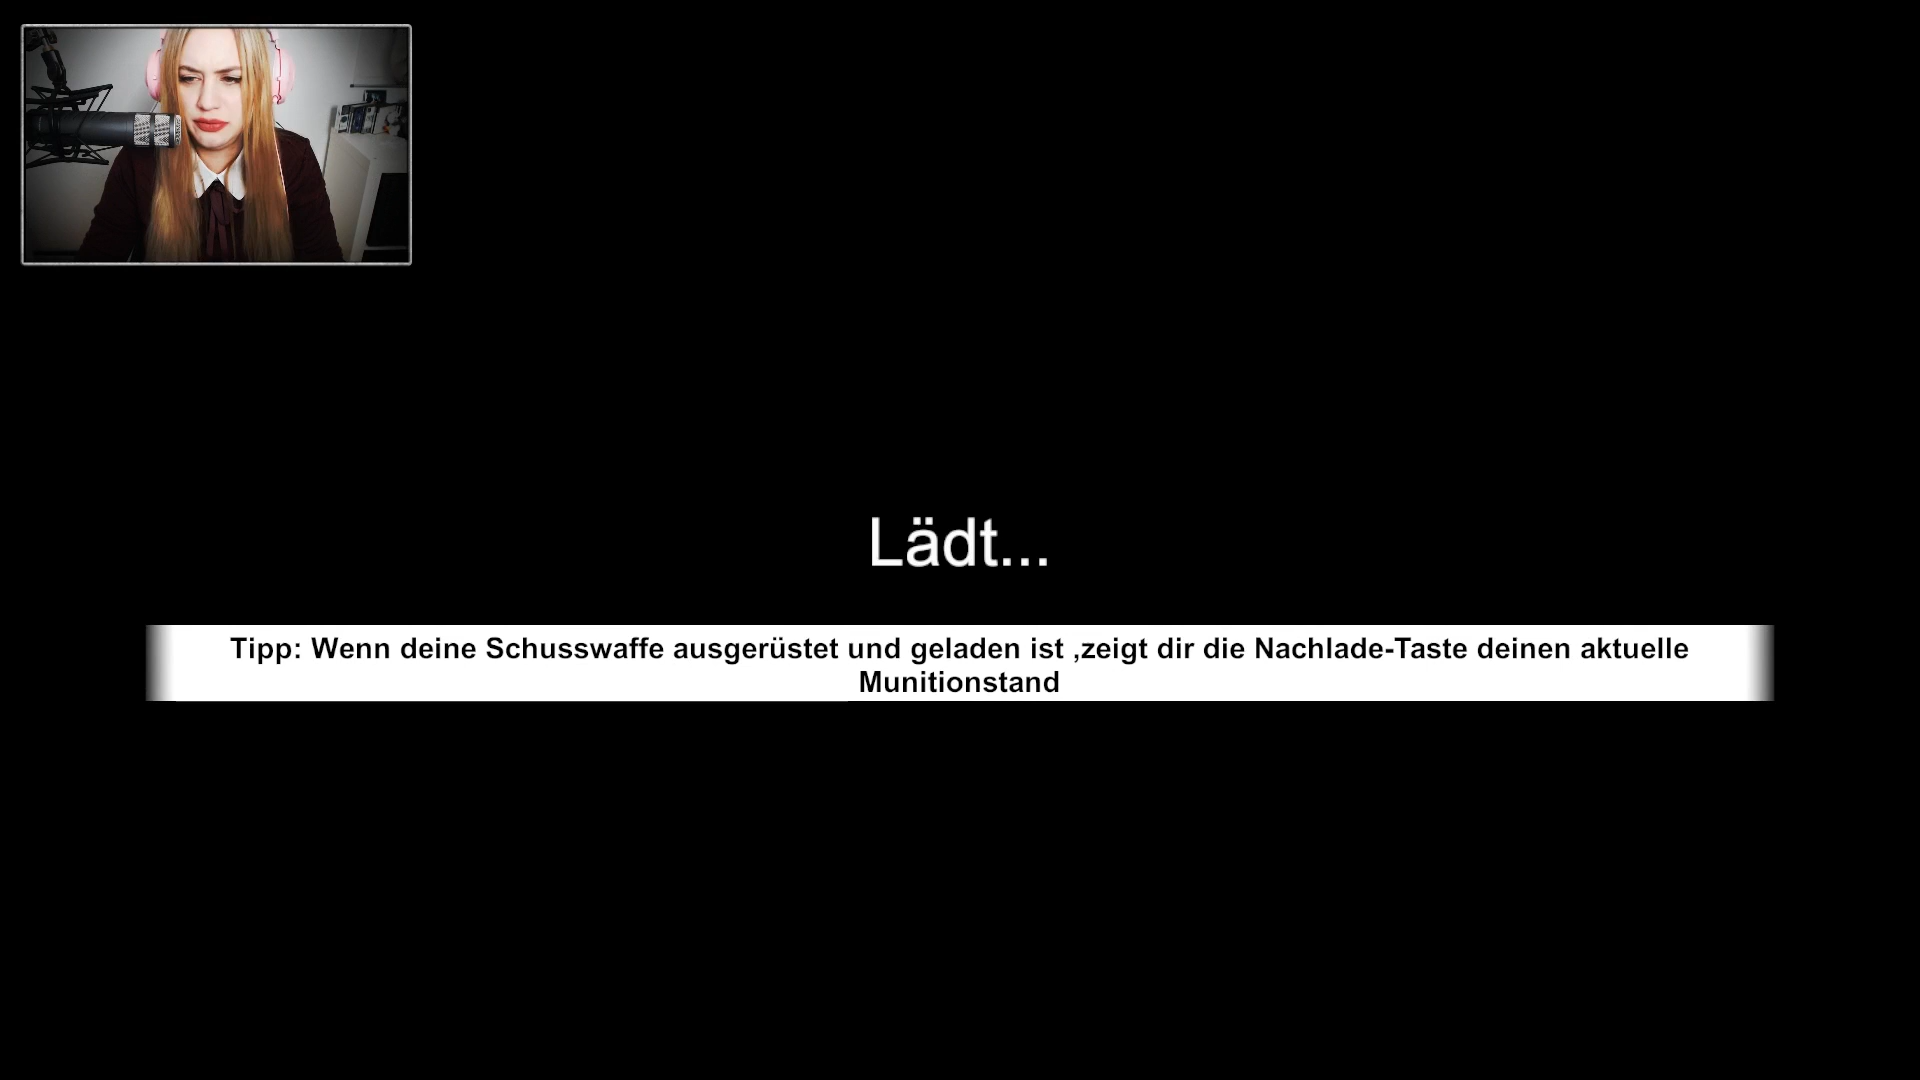 Lädt...
Tipp: Wenn deine Schusswaffe ausgerüstet und geladen ist ,zeigt dir die Nachlade-Taste deinen aktuelle
Munitionstand